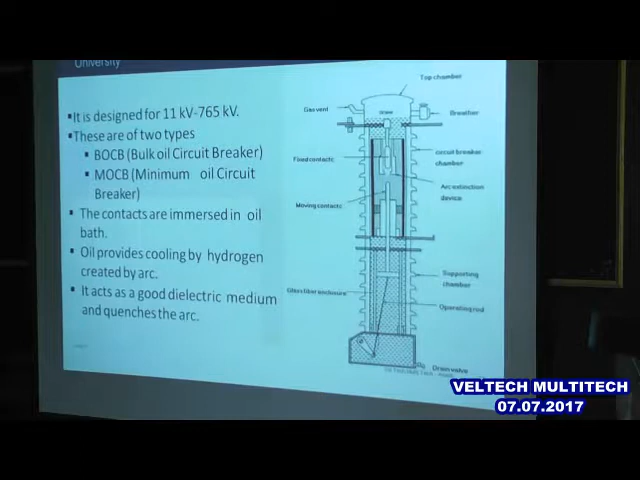 University
▪It is designed for 11 kV-765 kV.
▪These are of two types
▪ BOCB (Bulk oil Circuit Breaker)
▪ MOCB (Minimum oil Circuit
Breaker)
▪ The contacts are immersed in oil
bath.
▪ Oil provides cooling by hydrogen
created by arc.
▪ It acts as a good dielectric medium
and quenches the arc.
Top chamber
Gas vent
Breather
Fixed contacts
circuit breaker
chamber
Arc extinction
device
Moving contacts
Supporting
chamber
Glass fiber enclosure
Operating rod
Drain valve
VELTECH MULTITECH
07.07.2017